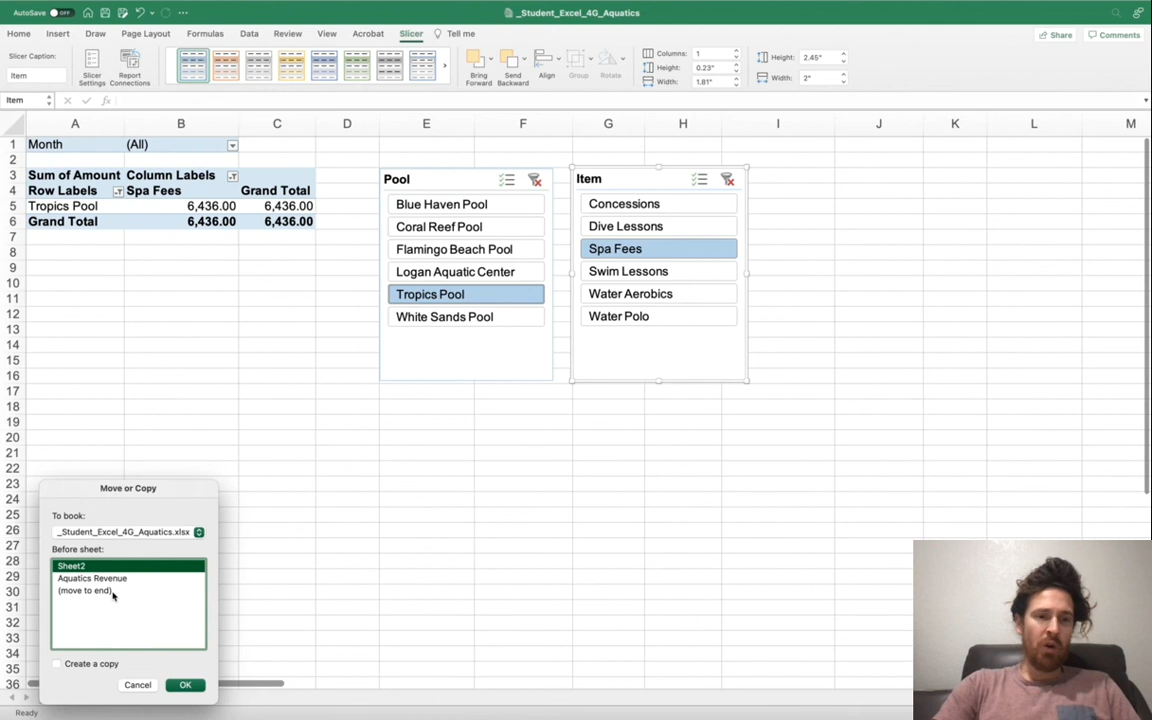 AutoSave OFF ··· _Student_Excel_4G_Aquatics
Home Insert Draw Page Layout Formulas Data Review View Acrobat Slicer Tell me Share Comments
Slicer Caption:
Item
Slicer Settings
Report Connections
Bring Forward
Send Backward
Align
Group
Rotate
Columns: 1
Height: 0.23"
Width: 1.81"
Height: 2.45"
Width: 2"
Item fx
A B C D E F G H I J K L M
1 Month (All)
2
3 Sum of Amount Column Labels
4 Row Labels Spa Fees Grand Total
5 Tropics Pool 6,436.00 6,436.00
6 Grand Total 6,436.00 6,436.00
7
8
9
10
11
12
13
14
15
16
17
18
19
20
21
22
23
24
25
26
27
28
29
30
31
32
33
34
35
36
Pool
Blue Haven Pool
Coral Reef Pool
Flamingo Beach Pool
Logan Aquatic Center
Tropics Pool
White Sands Pool
Item
Concessions
Dive Lessons
Spa Fees
Swim Lessons
Water Aerobics
Water Polo
Move or Copy
To book:
_Student_Excel_4G_Aquatics.xlsx
Before sheet:
Sheet2
Aquatics Revenue
(move to end)
Create a copy
Cancel OK
Ready